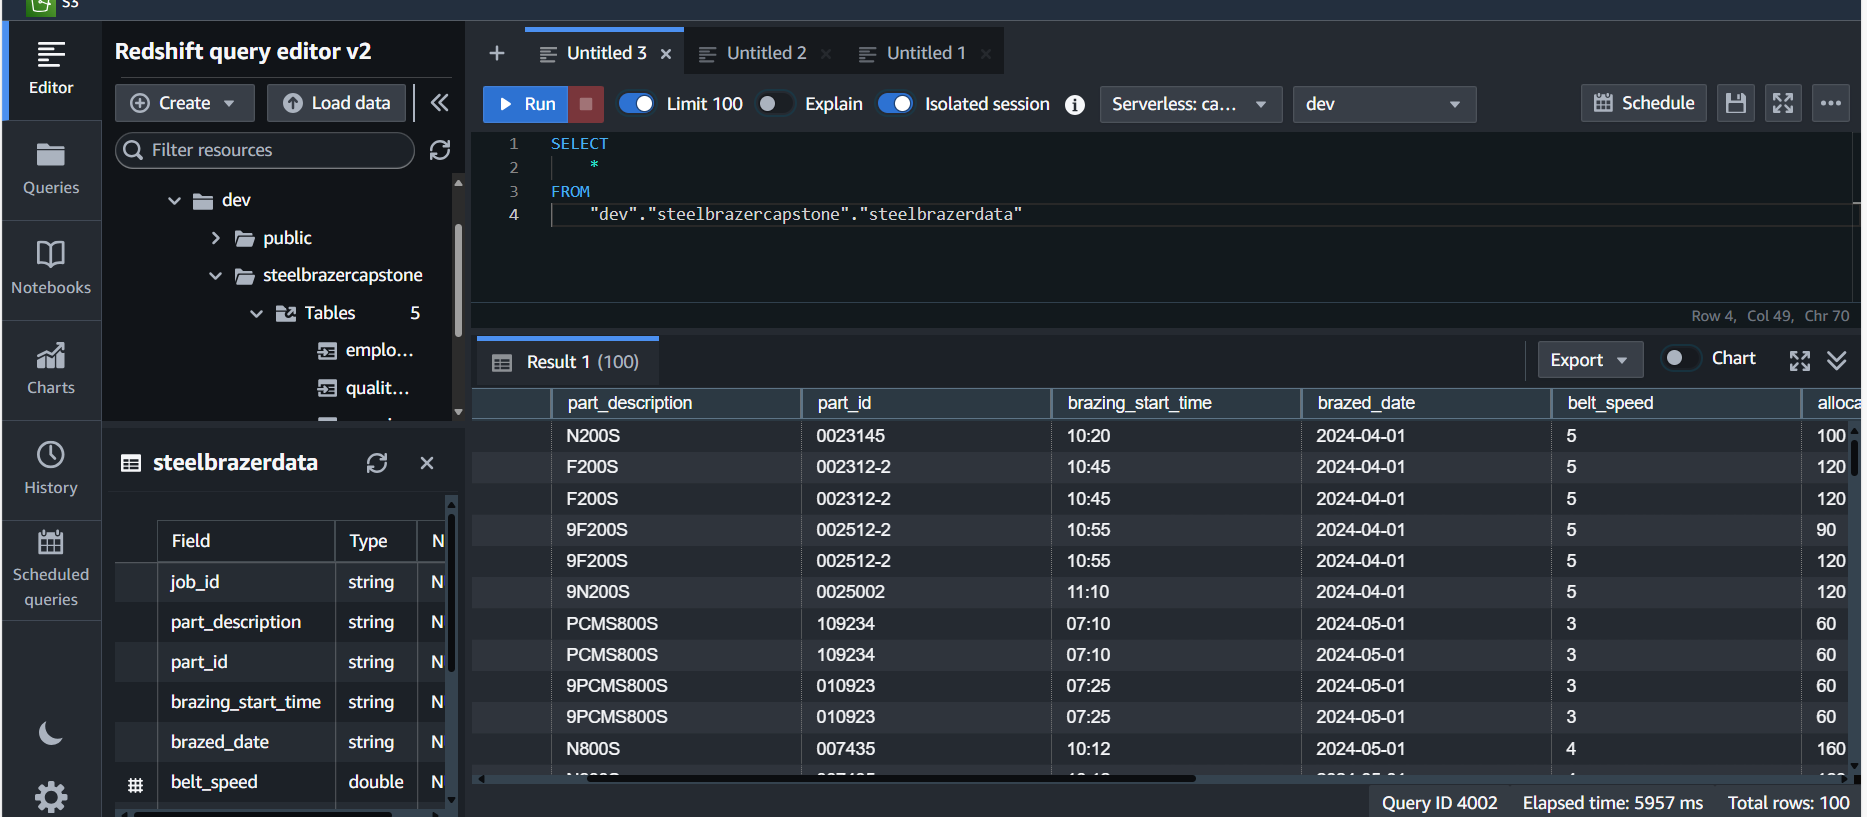 S3
Editor
Queries
Notebooks
Charts
History
Scheduled
queries
Redshift query editor v2
Create
Load data
Filter resources
dev
public
steelbrazercapstone
Tables 5
emplo...
qualit...
steelbrazerdata
Field Type N
job_id string N
part_description string N
part_id string N
brazing_start_time string N
brazed_date string N
belt_speed double N
Untitled 3 Untitled 2 Untitled 1
Run Limit 100 Explain Isolated session Serverless: ca... dev Schedule
1 SELECT
2 *
3 FROM
4 "dev"."steelbrazercapstone"."steelbrazerdata"
Row 4, Col 49, Chr 70
Result 1 (100) Export Chart
part_description part_id brazing_start_time brazed_date belt_speed alloca
N200S 0023145 10:20 2024-04-01 5 100
F200S 002312-2 10:45 2024-04-01 5 120
F200S 002312-2 10:45 2024-04-01 5 120
9F200S 002512-2 10:55 2024-04-01 5 90
9F200S 002512-2 10:55 2024-04-01 5 120
9N200S 0025002 11:10 2024-04-01 5 120
PCMS800S 109234 07:10 2024-05-01 3 60
PCMS800S 109234 07:10 2024-05-01 3 60
9PCMS800S 010923 07:25 2024-05-01 3 60
9PCMS800S 010923 07:25 2024-05-01 3 60
N800S 007435 10:12 2024-05-01 4 160
Query ID 4002 Elapsed time: 5957 ms Total rows: 100